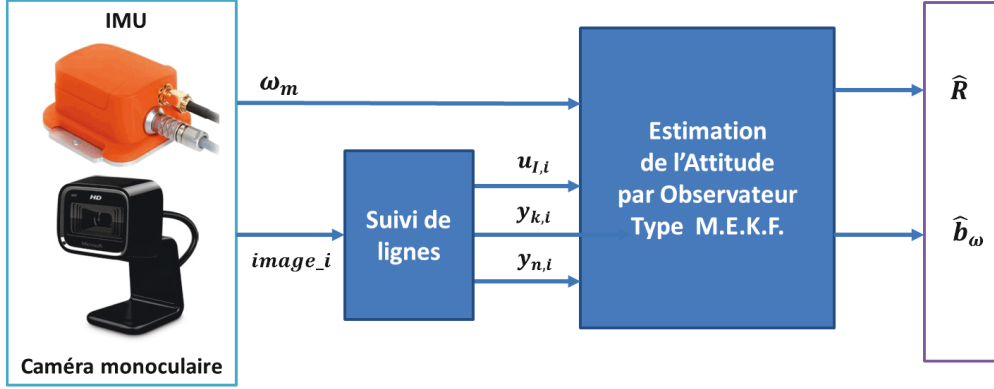 IMU
ω_m
Estimation
de l'Attitude
par Observateur
Type M.E.K.F.
R̂
u_{I,i}
HD
Microsoft
Suivi de
lignes
y_{k,i}
b̂_ω
image_i
y_{n,i}
Caméra monoculaire